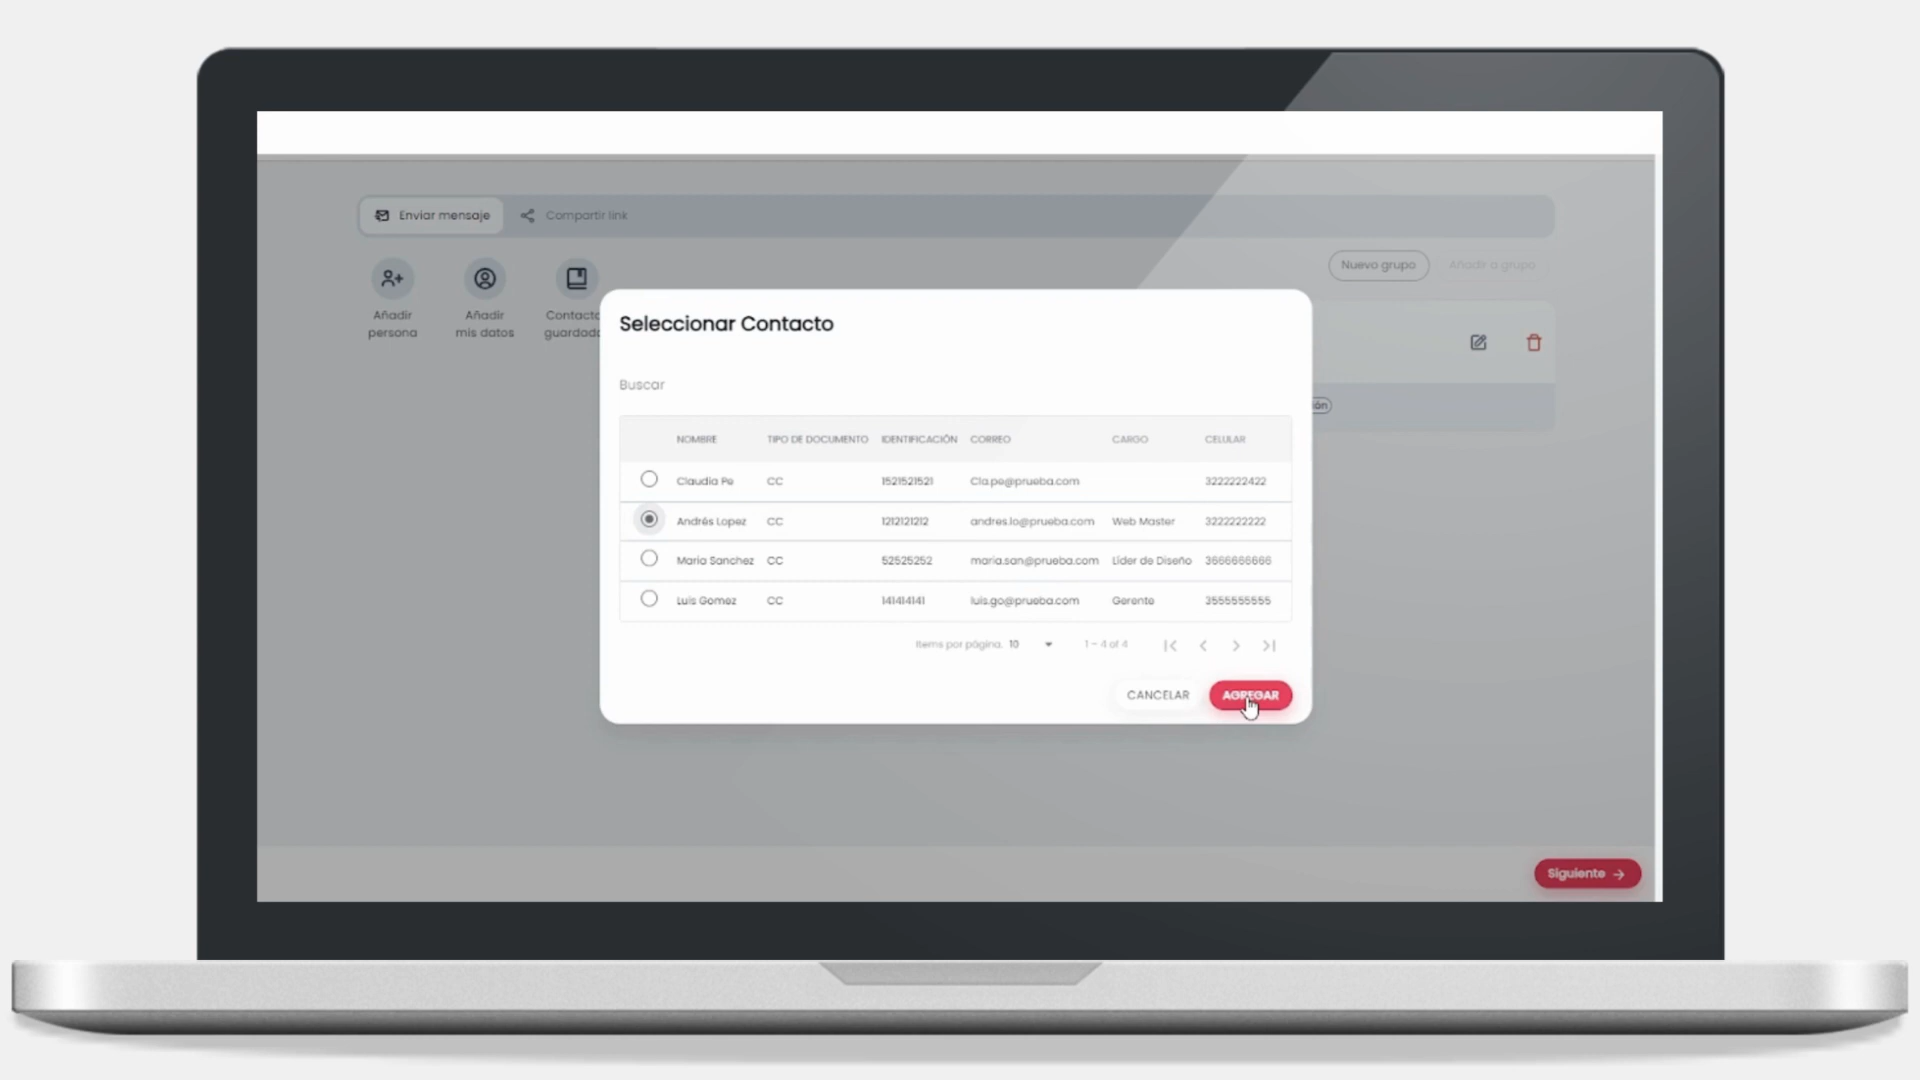 Enviar mensaje Compartir link
Nuevo grupo Añadir a grupo
Añadir persona
Añadir mis datos
Seleccionar Contacto
Buscar
NOMBRE TIPO DE DOCUMENTO IDENTIFICACIÓN CORREO CARGO CELULAR
Claudia Pe CC 1521521521 Cla.pe@prueba.com 3222222422
Andrés Lopez CC 1212121212 andres.lo@prueba.com Web Master 3222222222
Maria Sanchez CC 52525252 maria.san@prueba.com Líder de Diseño 3666666666
Luis Gomez CC 141414141 luis.go@prueba.com Gerente 3555555555
Items por página. 10 1 – 4 of 4
CANCELAR AGREGAR
Siguiente